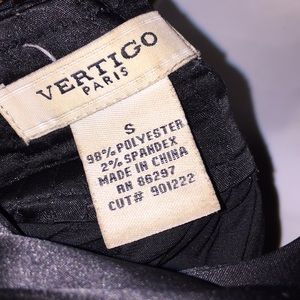 VERTIGO
PARIS
S
98% POLYESTER
2% SPANDEX
MADE IN CHINA
RN 86297
CUT# 901222